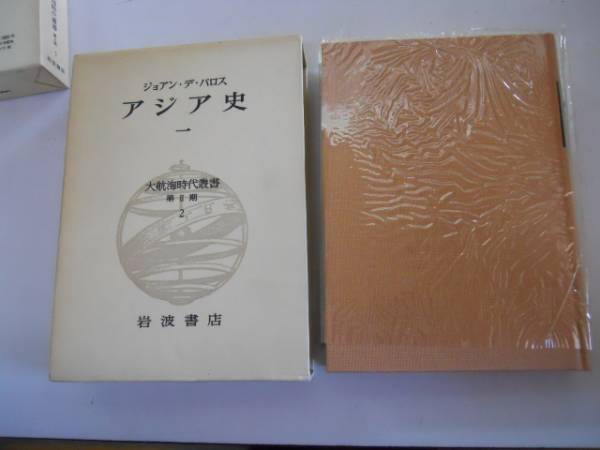 ジョアン・デ・バロス
アジア史
一
大航海時代叢書
第Ⅱ期
2
岩波書店